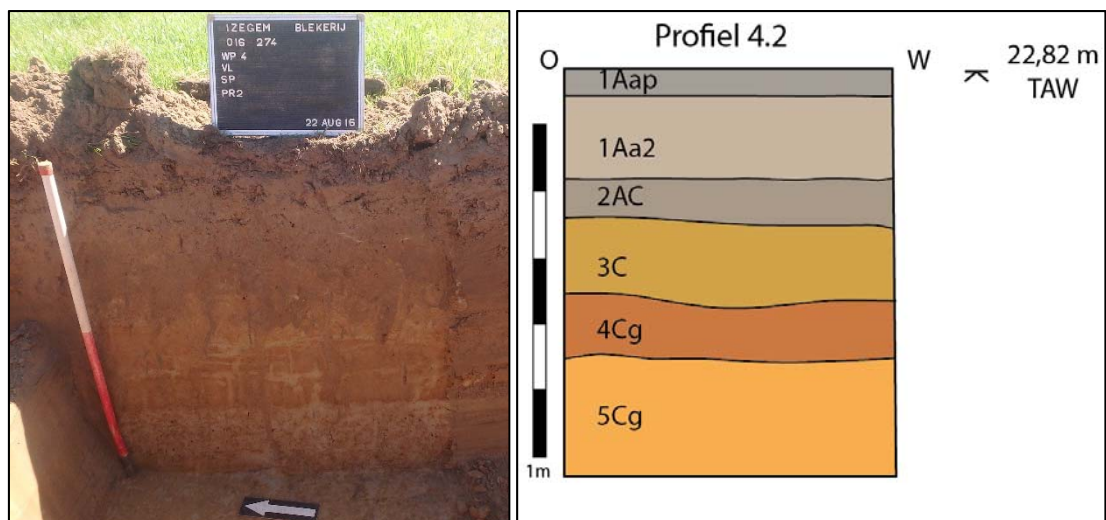 IZEGEM BLEKERIJ
016 274
WP 4
VL
SP
PR2
22 AUG 16
Profiel 4.2
O W
22,82 m
TAW
1Aap
1Aa2
2AC
3C
4Cg
5Cg
1m